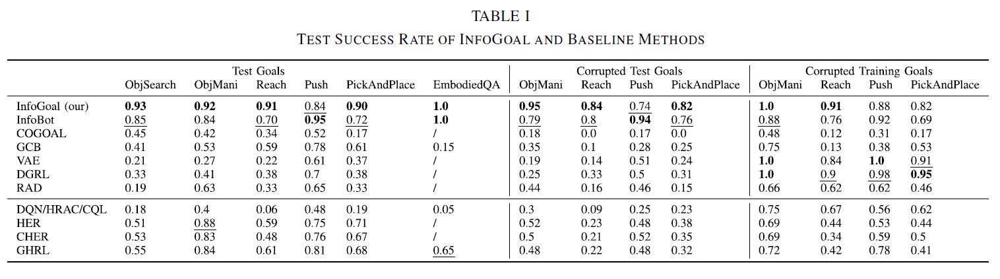 TABLE I
TEST SUCCESS RATE OF INFOGOAL AND BASELINE METHODS
Test Goals Corrupted Test Goals Corrupted Training Goals
ObjSearch ObjMani Reach Push PickAndPlace EmbodiedQA ObjMani Reach Push PickAndPlace ObjMani Reach Push PickAndPlace
InfoGoal (our) 0.93 0.92 0.91 0.84 0.90 1.0 0.95 0.84 0.74 0.82 1.0 0.91 0.88 0.82
InfoBot 0.85 0.84 0.70 0.95 0.72 1.0 0.79 0.8 0.94 0.76 0.88 0.76 0.92 0.69
COGOAL 0.45 0.42 0.34 0.52 0.17 / 0.18 0.0 0.17 0.0 0.48 0.12 0.31 0.17
GCB 0.41 0.53 0.59 0.78 0.61 0.15 0.35 0.1 0.28 0.25 0.75 0.13 0.38 0.53
VAE 0.21 0.27 0.22 0.61 0.37 / 0.19 0.14 0.51 0.24 1.0 0.84 1.0 0.91
DGRL 0.33 0.41 0.38 0.7 0.38 / 0.25 0.33 0.5 0.31 1.0 0.9 0.98 0.95
RAD 0.19 0.63 0.33 0.65 0.33 / 0.44 0.16 0.46 0.15 0.66 0.62 0.62 0.46
DQN/HRAC/CQL 0.18 0.4 0.06 0.48 0.19 0.05 0.3 0.09 0.25 0.23 0.75 0.67 0.56 0.62
HER 0.51 0.88 0.59 0.75 0.71 / 0.52 0.23 0.48 0.38 0.69 0.44 0.53 0.44
CHER 0.53 0.83 0.48 0.76 0.67 / 0.5 0.21 0.52 0.35 0.69 0.34 0.59 0.5
GHRL 0.55 0.84 0.61 0.81 0.68 0.65 0.48 0.22 0.48 0.32 0.72 0.42 0.78 0.41